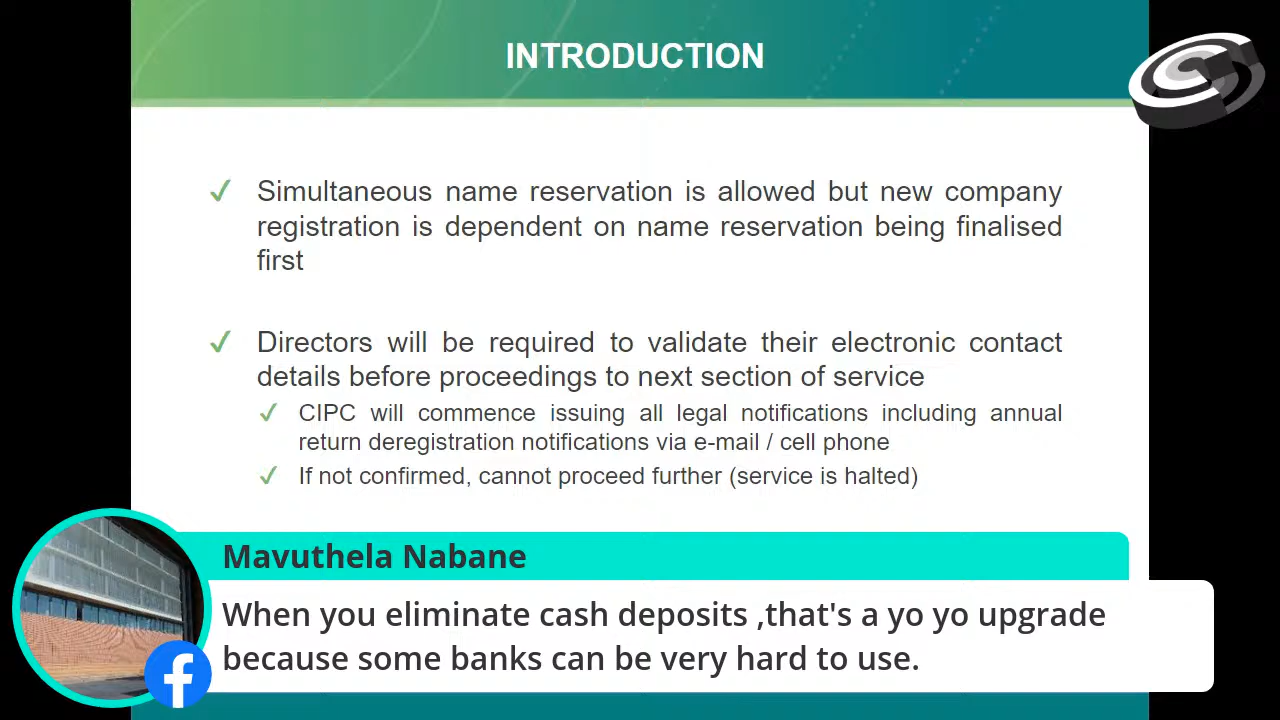 INTRODUCTION
Simultaneous name reservation is allowed but new company
registration is dependent on name reservation being finalised
first
Directors will be required to validate their electronic contact
details before proceedings to next section of service
CIPC will commence issuing all legal notifications including annual
return deregistration notifications via e-mail / cell phone
If not confirmed, cannot proceed further (service is halted)
Mavuthela Nabane
When you eliminate cash deposits ,that's a yo yo upgrade
because some banks can be very hard to use.